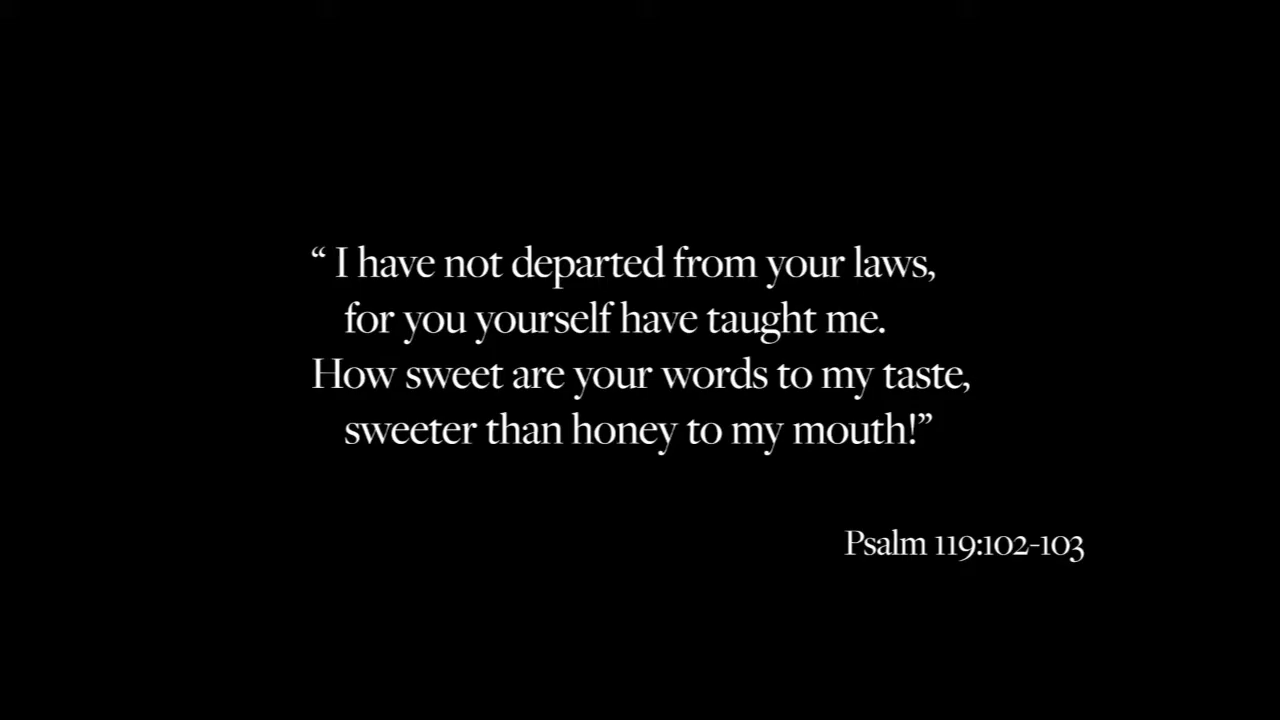 “ I have not departed from your laws,
for you yourself have taught me.
How sweet are your words to my taste,
sweeter than honey to my mouth!”
Psalm 119:102-103